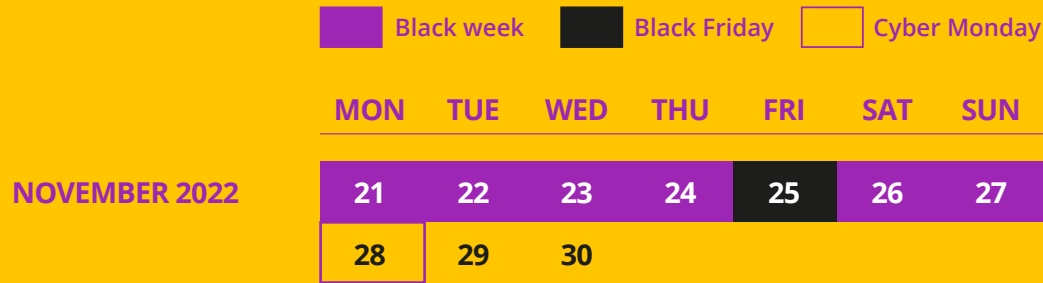 Black week Black Friday Cyber Monday
MON TUE WED THU FRI SAT SUN
NOVEMBER 2022 21 22 23 24 25 26 27
28 29 30